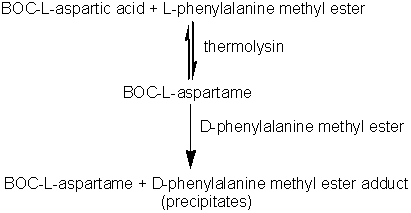 BOC-L-aspartic acid + L-phenylalanine methyl ester
thermolysin
BOC-L-aspartame
D-phenylalanine methyl ester
BOC-L-aspartame + D-phenylalanine methyl ester adduct
(precipitates)